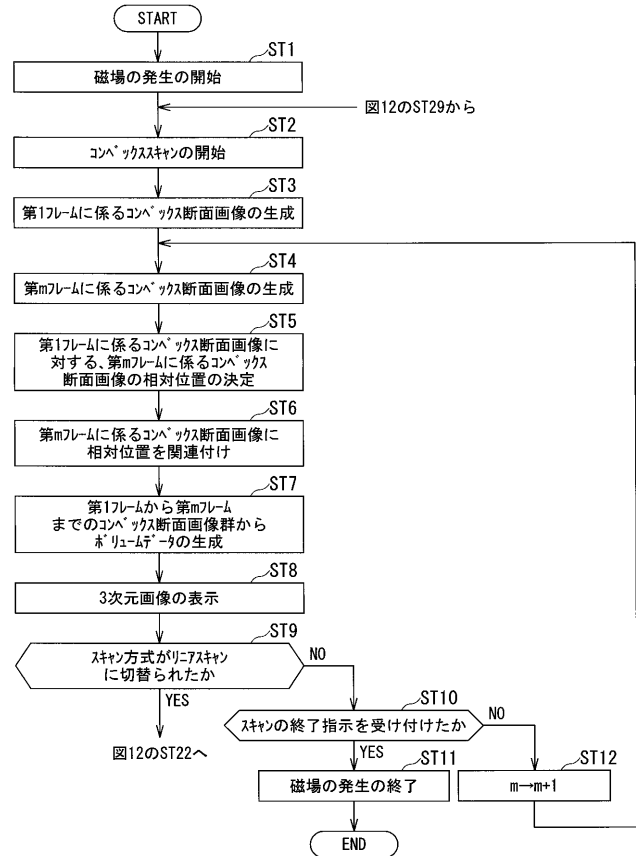 START
ST1
磁場の発生の開始
図12のST29から
ST2
コンベックススキャンの開始
ST3
第1フレームに係るコンベックス断面画像の生成
ST4
第mフレームに係るコンベックス断面画像の生成
ST5
第1フレームに係るコンベックス断面画像に
対する、第mフレームに係るコンベックス
断面画像の相対位置の決定
ST6
第mフレームに係るコンベックス断面画像に
相対位置を関連付け
ST7
第1フレームから第mフレーム
までのコンベックス断面画像群から
ボリュームデータの生成
ST8
3次元画像の表示
ST9
スキャン方式がリニアスキャン
に切替られたか
NO
YES
図12のST22へ
ST10
スキャンの終了指示を受け付けたか
NO
YES
ST11
磁場の発生の終了
ST12
m→m+1
END